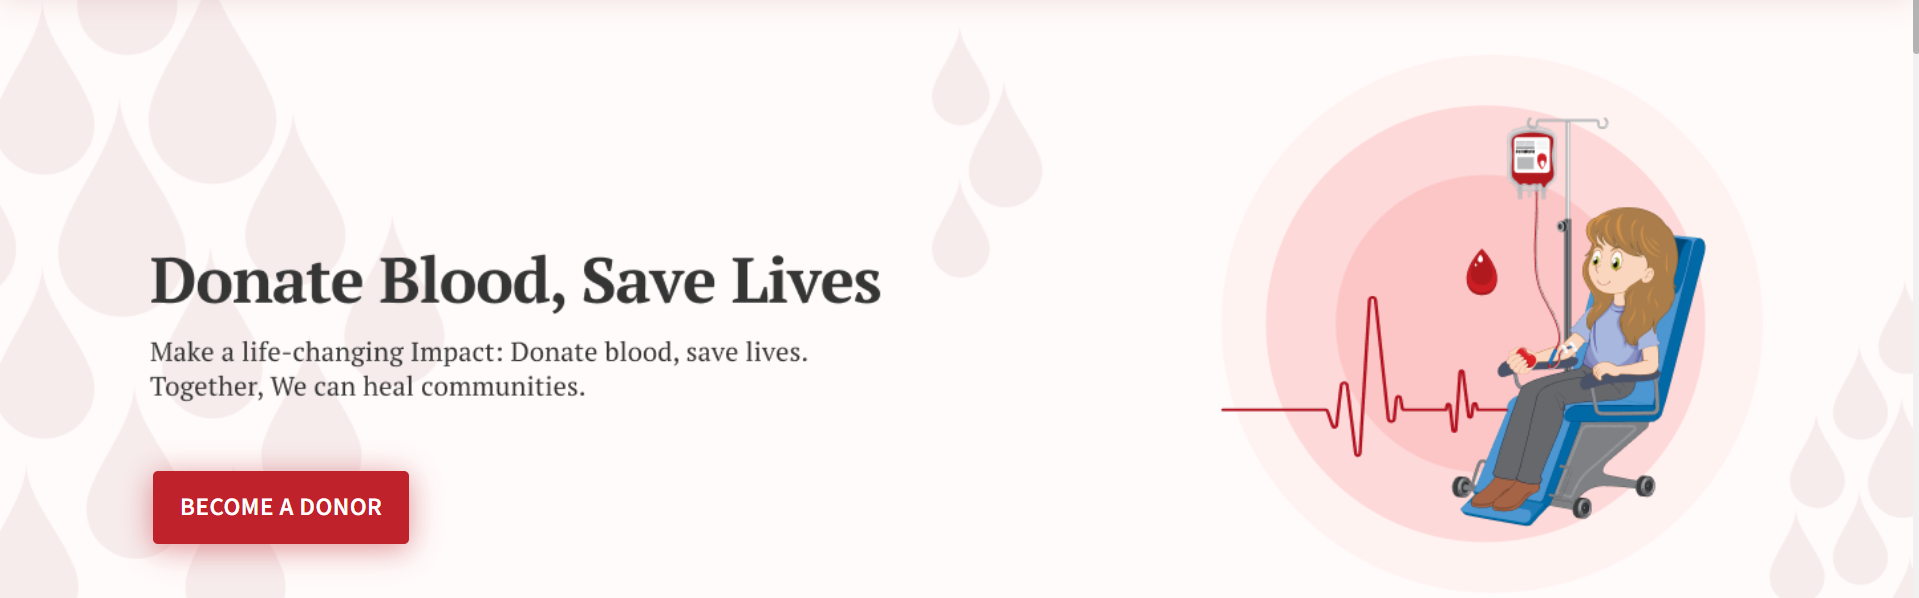 Donate Blood, Save Lives
Make a life-changing Impact: Donate blood, save lives.
Together, We can heal communities.
BECOME A DONOR